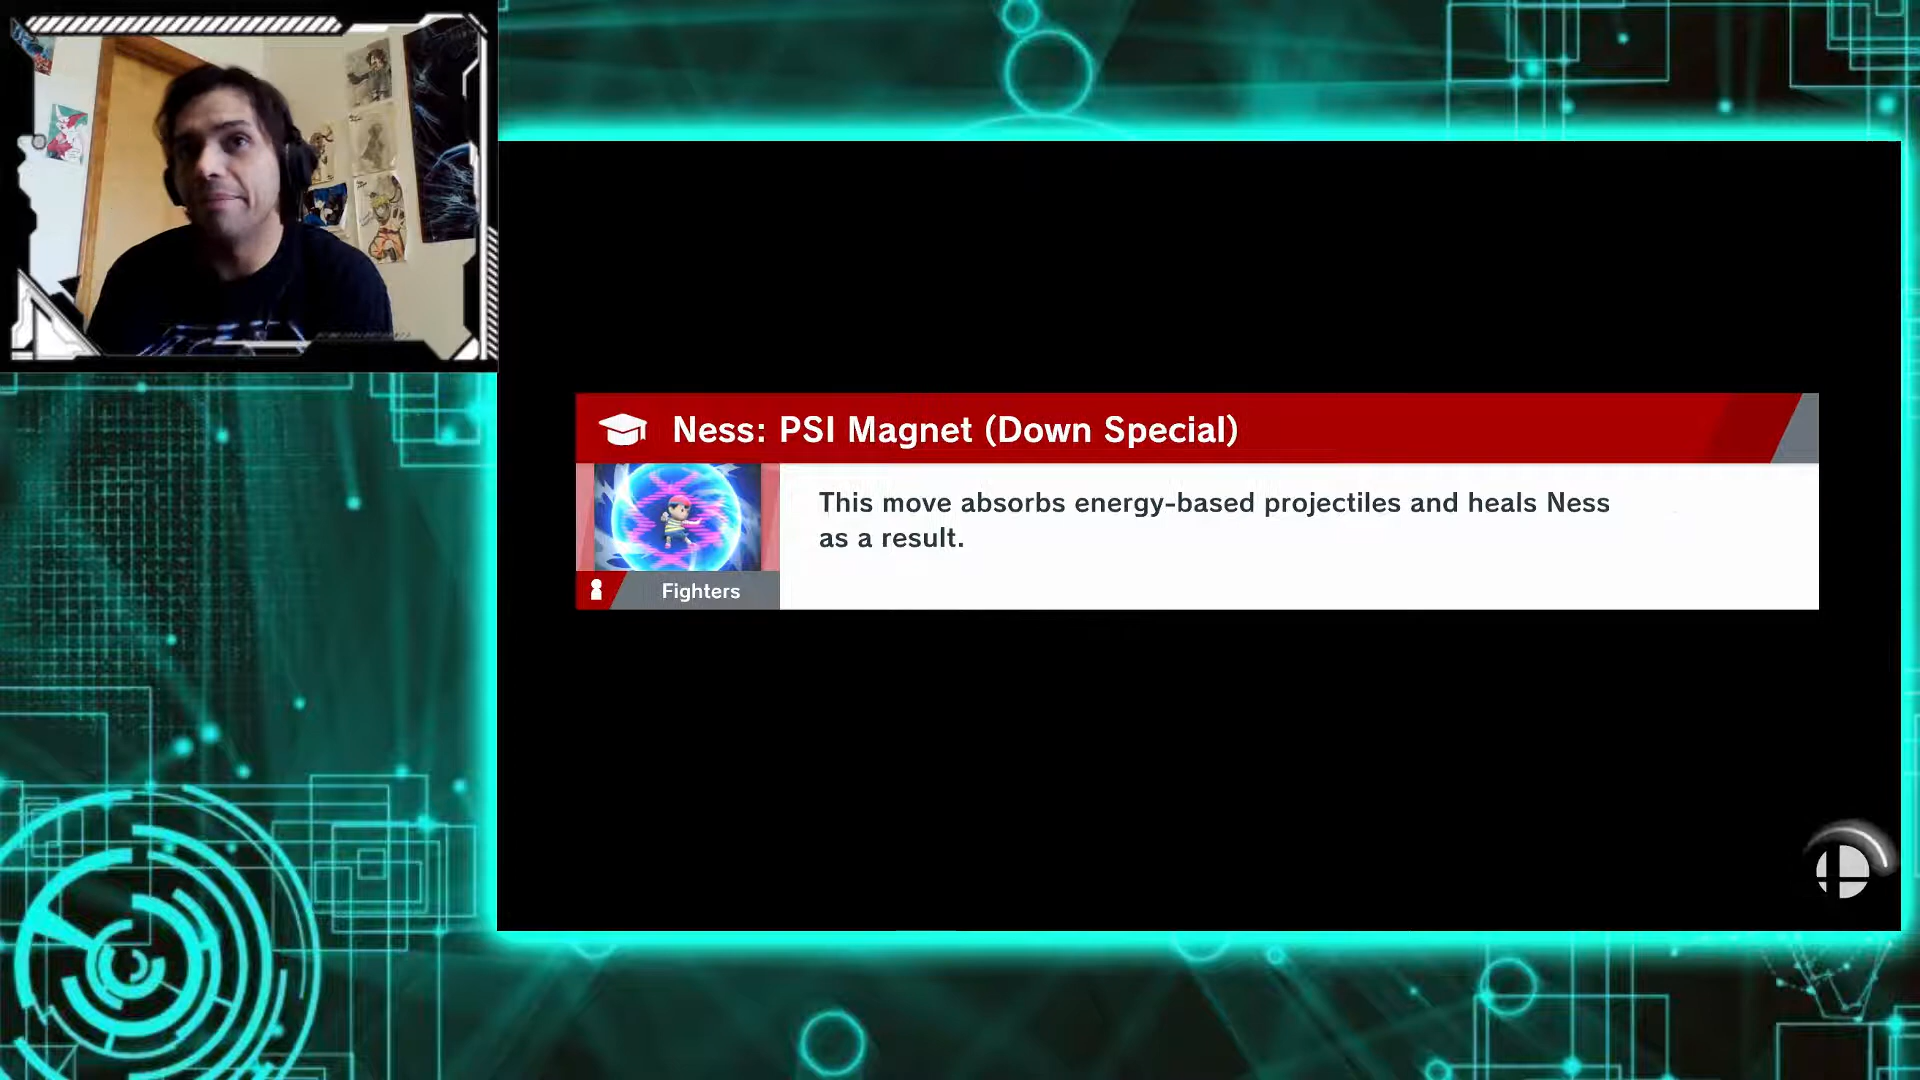 Ness: PSI Magnet (Down Special)
This move absorbs energy-based projectiles and heals Ness
as a result.
Fighters